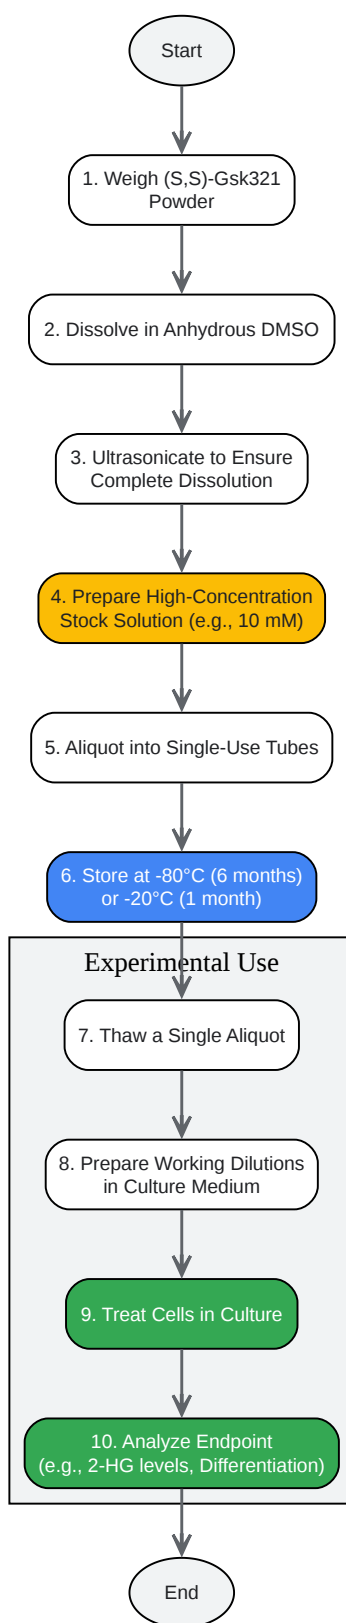 Start
1. Weigh (S,S)-Gsk321
Powder
2. Dissolve in Anhydrous DMSO
3. Ultrasonicate to Ensure
Complete Dissolution
4. Prepare High-Concentration
Stock Solution (e.g., 10 mM)
5. Aliquot into Single-Use Tubes
6. Store at -80°C (6 months)
or -20°C (1 month)
Experimental Use
7. Thaw a Single Aliquot
8. Prepare Working Dilutions
in Culture Medium
9. Treat Cells in Culture
10. Analyze Endpoint
(e.g., 2-HG levels, Differentiation)
End